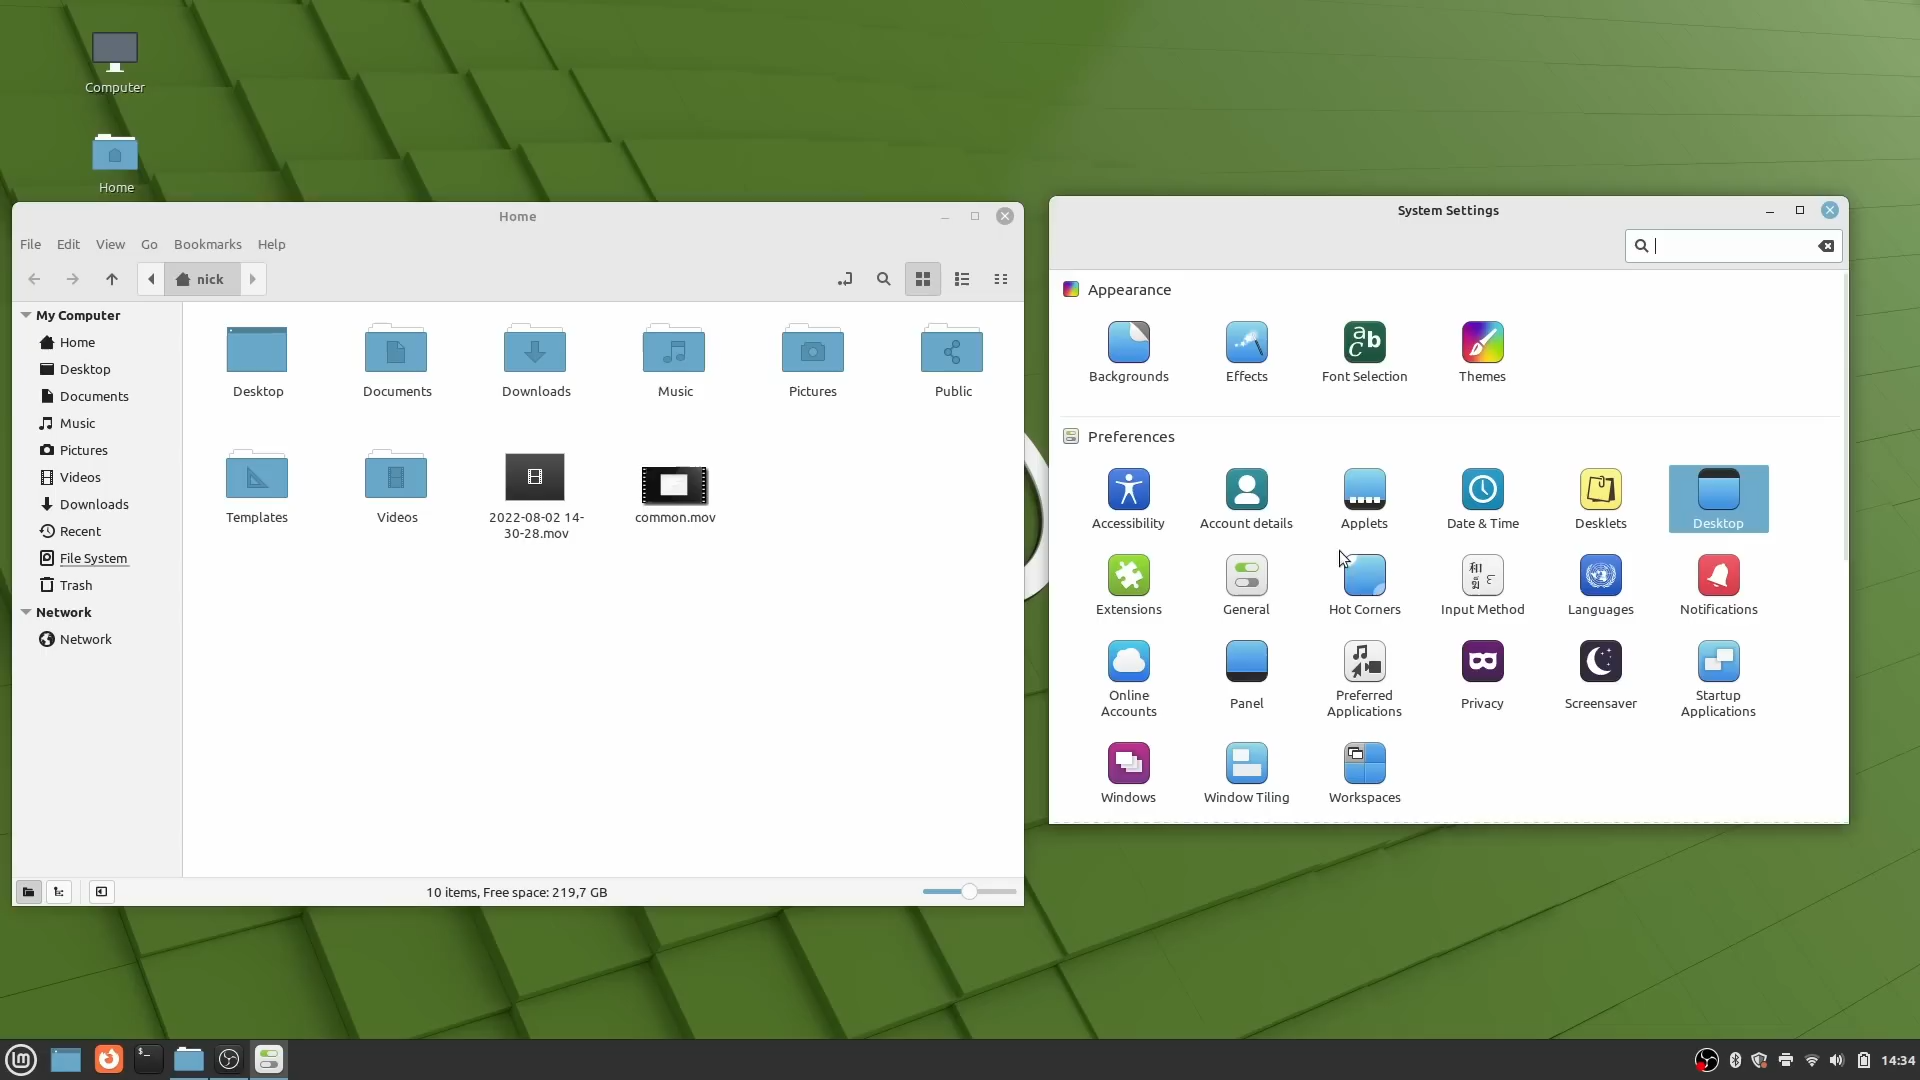 Computer
Home
Home
File Edit View Go Bookmarks Help
nick
My Computer
Home
Desktop
Documents
Music
Pictures
Videos
Downloads
Recent
File System
Trash
Network
Network
Desktop Documents Downloads Music Pictures Public
Templates Videos 2022-08-02 14-30-28.mov common.mov
10 items, Free space: 219,7 GB
System Settings
Appearance
Backgrounds Effects Font Selection Themes
Preferences
Accessibility Account details Applets Date & Time Desklets Desktop
Extensions General Hot Corners Input Method Languages Notifications
Online Accounts Panel Preferred Applications Privacy Screensaver Startup Applications
Windows Window Tiling Workspaces
14:34